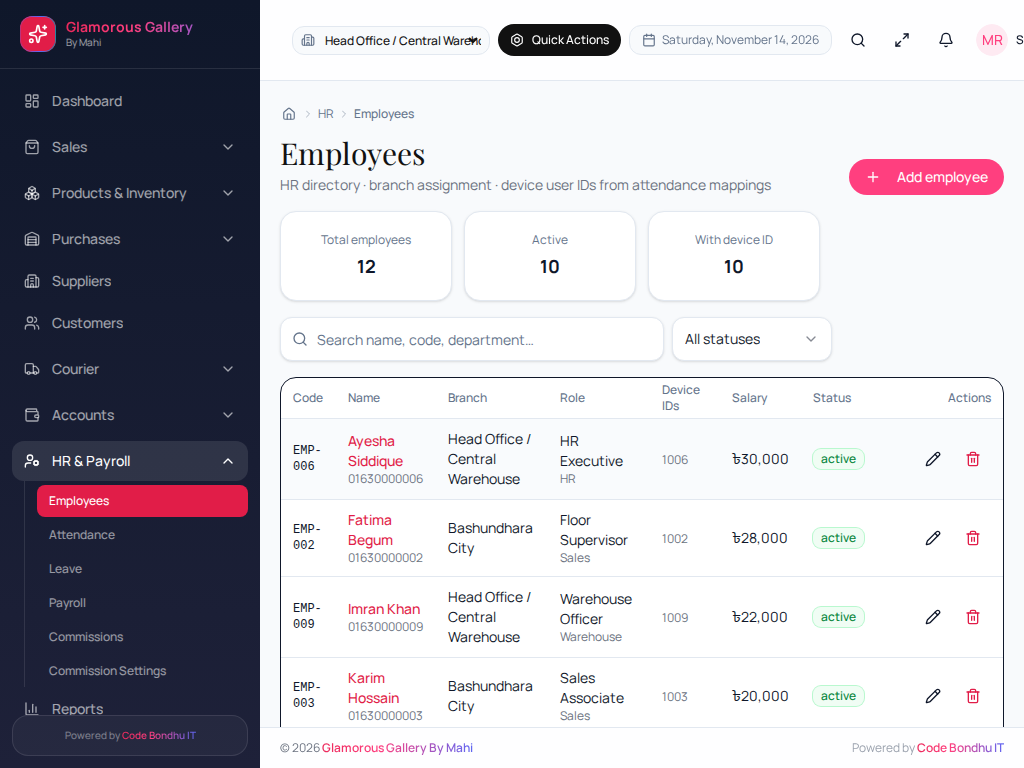 Glamorous Gallery
By Mahi
Dashboard
Sales
Products & Inventory
Purchases
Suppliers
Customers
Courier
Accounts
HR & Payroll
Employees
Attendance
Leave
Payroll
Commissions
Commission Settings
Reports
Powered by Code Bondhu IT
Head Office / Central
Quick Actions
Saturday, November 14, 2026
MR
S
HR
Employees
Employees
HR directory · branch assignment · device user IDs from attendance mappings
Add employee
Total employees
12
Active
10
With device ID
10
Search name, code, department…
All statuses
Code Name Branch Role Device IDs Salary Status Actions
EMP-006
Ayesha Siddique
01630000006
Head Office / Central Warehouse
HR Executive
HR
1006
৳30,000
active
EMP-002
Fatima Begum
01630000002
Bashundhara City
Floor Supervisor
Sales
1002
৳28,000
active
EMP-009
Imran Khan
01630000009
Head Office / Central Warehouse
Warehouse Officer
Warehouse
1009
৳22,000
active
EMP-003
Karim Hossain
01630000003
Bashundhara City
Sales Associate
Sales
1003
৳20,000
active
© 2026 Glamorous Gallery By Mahi
Powered by Code Bondhu IT